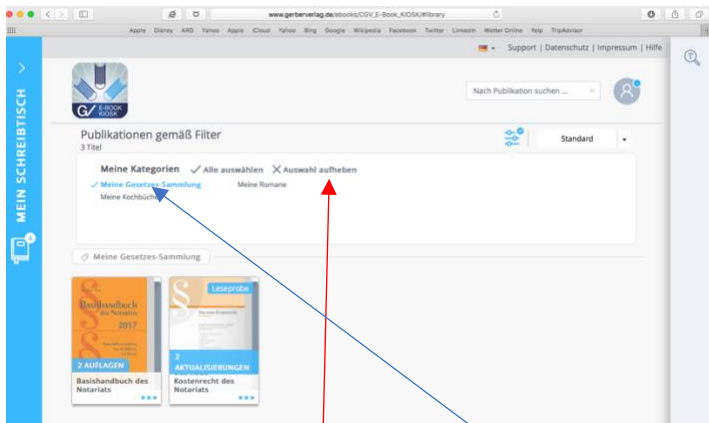 www.gerberverlag.de/ebooks/CGV_E-Book_KIOSK/#library
Apple Disney ARD Yahoo Apple iCloud Yahoo Bing Google Wikipedia Facebook Twitter LinkedIn Wetter Online Yelp TripAdvisor
Support | Datenschutz | Impressum | Hilfe
MEIN SCHREIBTISCH
4
G/ E-BOOK
KIOSK
Nach Publikation suchen ...
Publikationen gemäß Filter
3 Titel
Standard
Meine Kategorien Alle auswählen Auswahl aufheben
Meine Gesetzes-Sammlung Meine Romane
Meine Kochbücher
Meine Gesetzes-Sammlung
Basishandbuch
des Notariats
2017
2 AUFLAGEN
Basishandbuch des
Notariats
Leseprobe
2
AKTUALISIERUNGEN
Kostenrecht des
Notariats